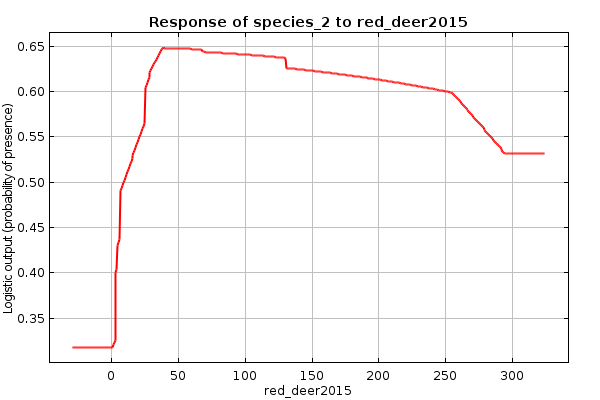 Response of species_2 to red_deer2015
Logistic output (probability of presence)
0.65
0.60
0.55
0.50
0.45
0.40
0.35
0 50 100 150 200 250 300
red_deer2015